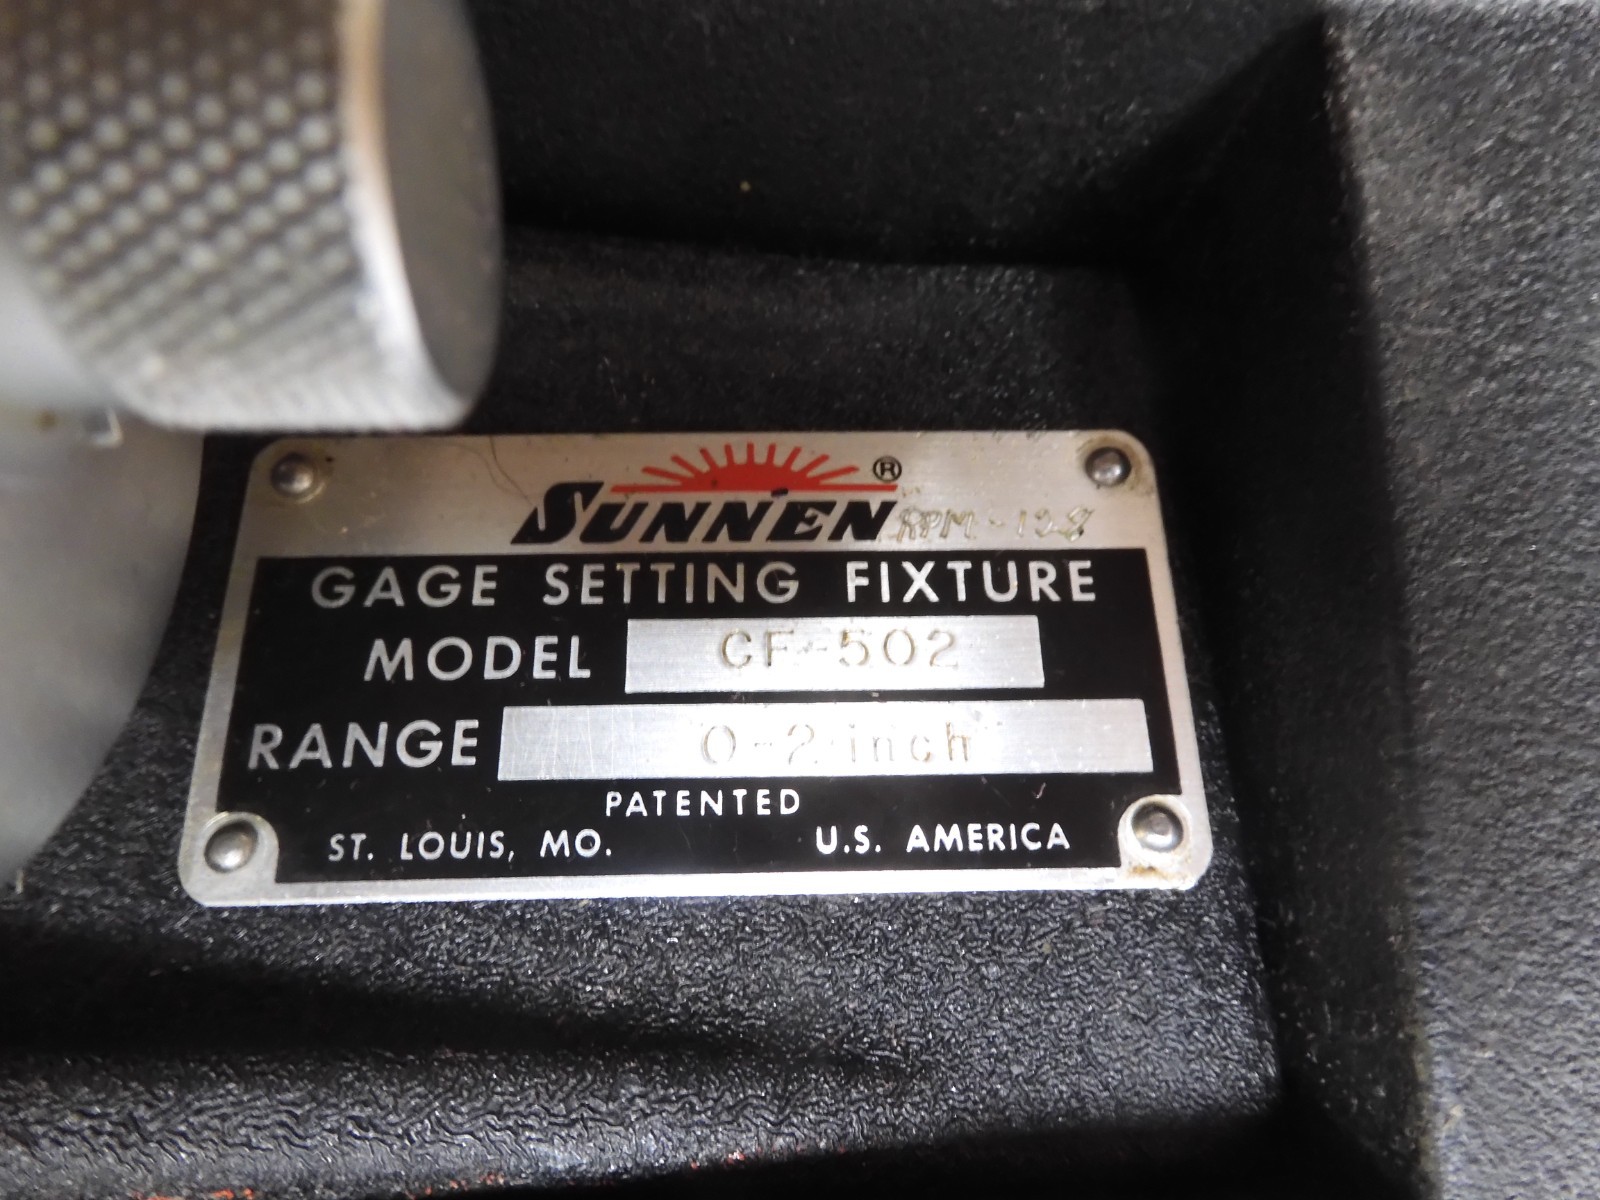 SUNNEN®
RPM-128
GAGE SETTING FIXTURE
MODEL CF-502
RANGE 0-2 inch
PATENTED
ST. LOUIS, MO. U.S. AMERICA